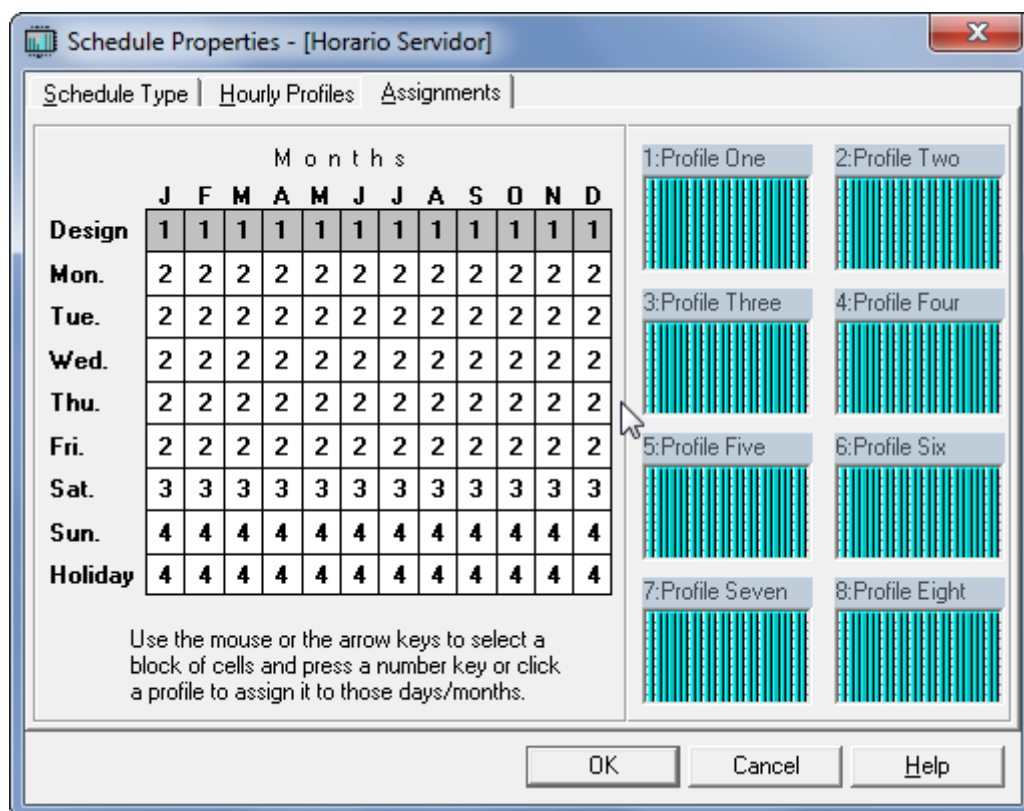 Schedule Properties - [Horario Servidor]
Schedule Type Hourly Profiles Assignments
Months
J F M A M J J A S O N D
Design 1 1 1 1 1 1 1 1 1 1 1 1
Mon. 2 2 2 2 2 2 2 2 2 2 2 2
Tue. 2 2 2 2 2 2 2 2 2 2 2 2
Wed. 2 2 2 2 2 2 2 2 2 2 2 2
Thu. 2 2 2 2 2 2 2 2 2 2 2 2
Fri. 2 2 2 2 2 2 2 2 2 2 2 2
Sat. 3 3 3 3 3 3 3 3 3 3 3 3
Sun. 4 4 4 4 4 4 4 4 4 4 4 4
Holiday 4 4 4 4 4 4 4 4 4 4 4 4
Use the mouse or the arrow keys to select a
block of cells and press a number key or click
a profile to assign it to those days/months.
1:Profile One 2:Profile Two
3:Profile Three 4:Profile Four
5:Profile Five 6:Profile Six
7:Profile Seven 8:Profile Eight
OK Cancel Help